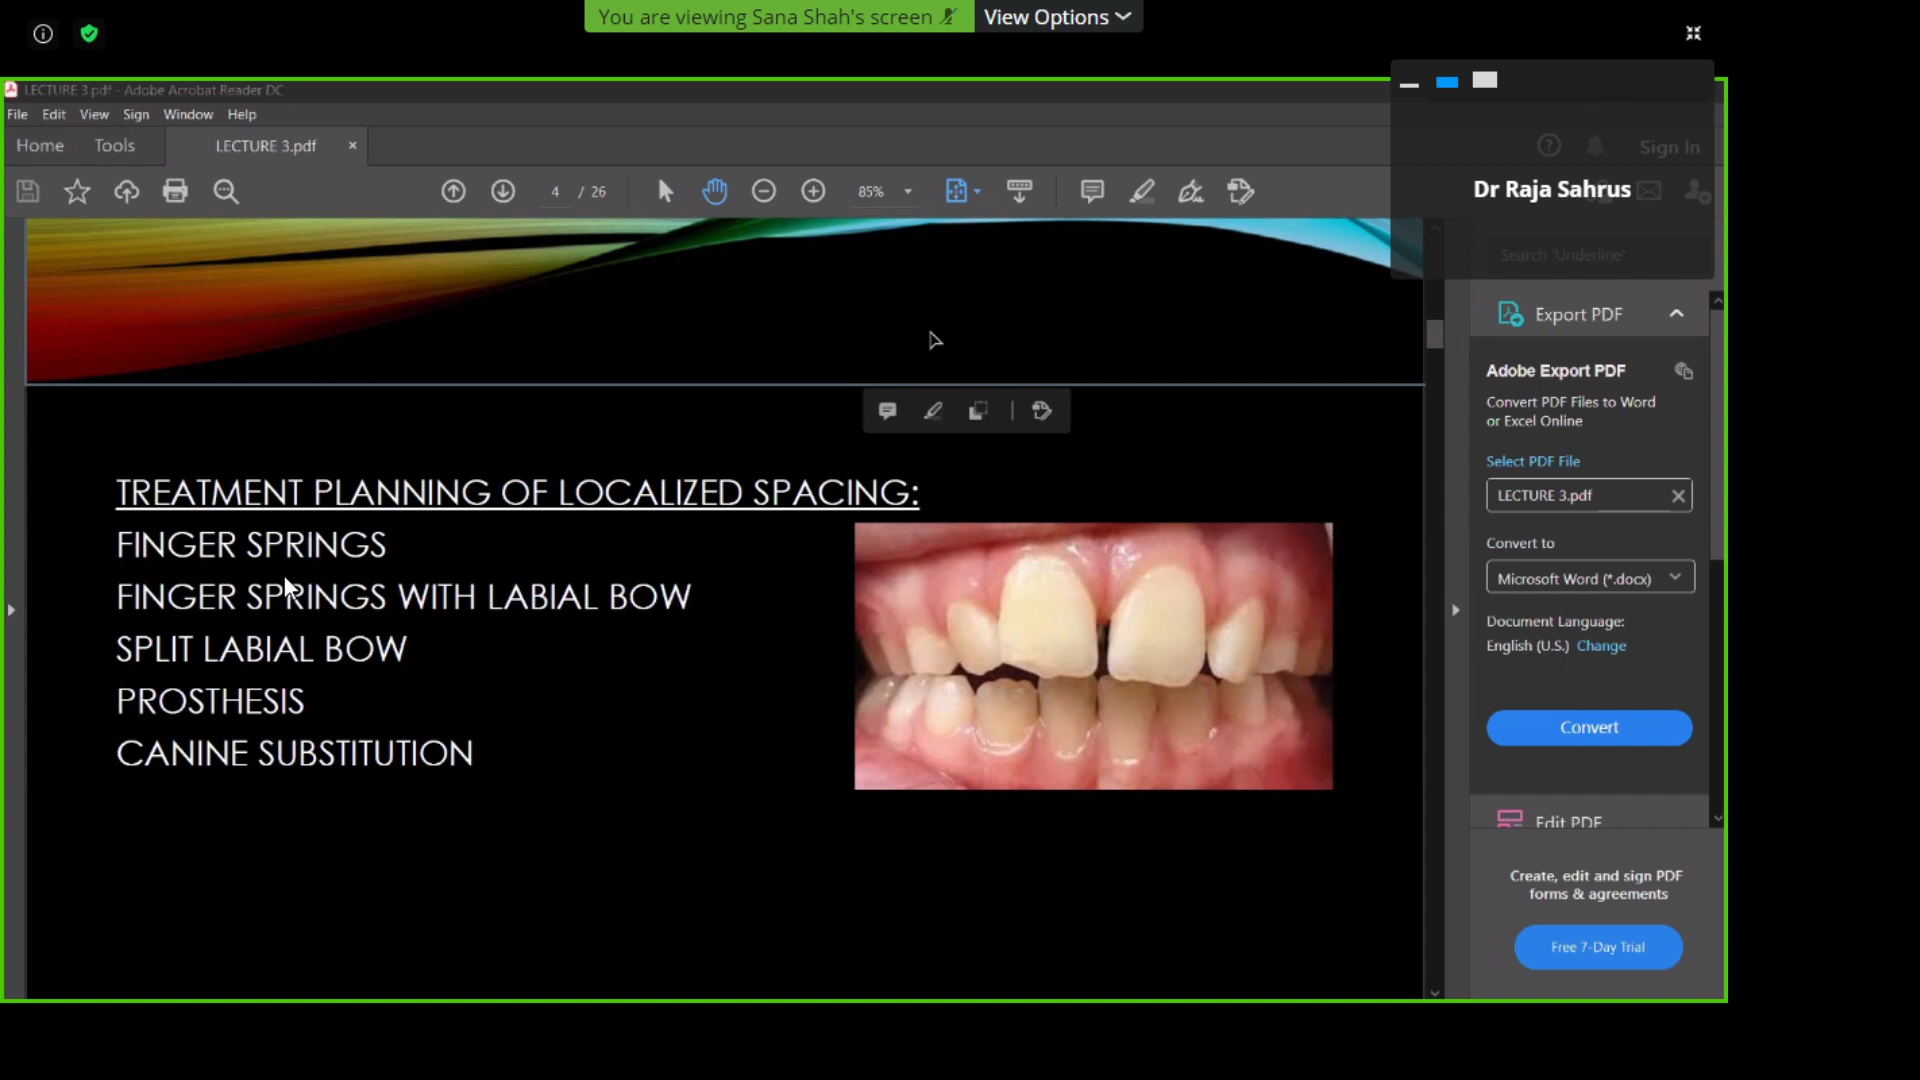 You are viewing Sana Shah's screen
View Options
LECTURE 3.pdf - Adobe Acrobat Reader DC
File Edit View Sign Window Help
Home Tools LECTURE 3.pdf × Sign In
4 / 26 85%
Dr Raja Sahrus
Search 'Underline'
Export PDF
Adobe Export PDF
Convert PDF Files to Word
or Excel Online
Select PDF File
LECTURE 3.pdf
Convert to
Microsoft Word (*.docx)
Document Language:
English (U.S.) Change
Convert
Edit PDF
Create, edit and sign PDF
forms & agreements
Free 7-Day Trial
TREATMENT PLANNING OF LOCALIZED SPACING:
FINGER SPRINGS
FINGER SPRINGS WITH LABIAL BOW
SPLIT LABIAL BOW
PROSTHESIS
CANINE SUBSTITUTION